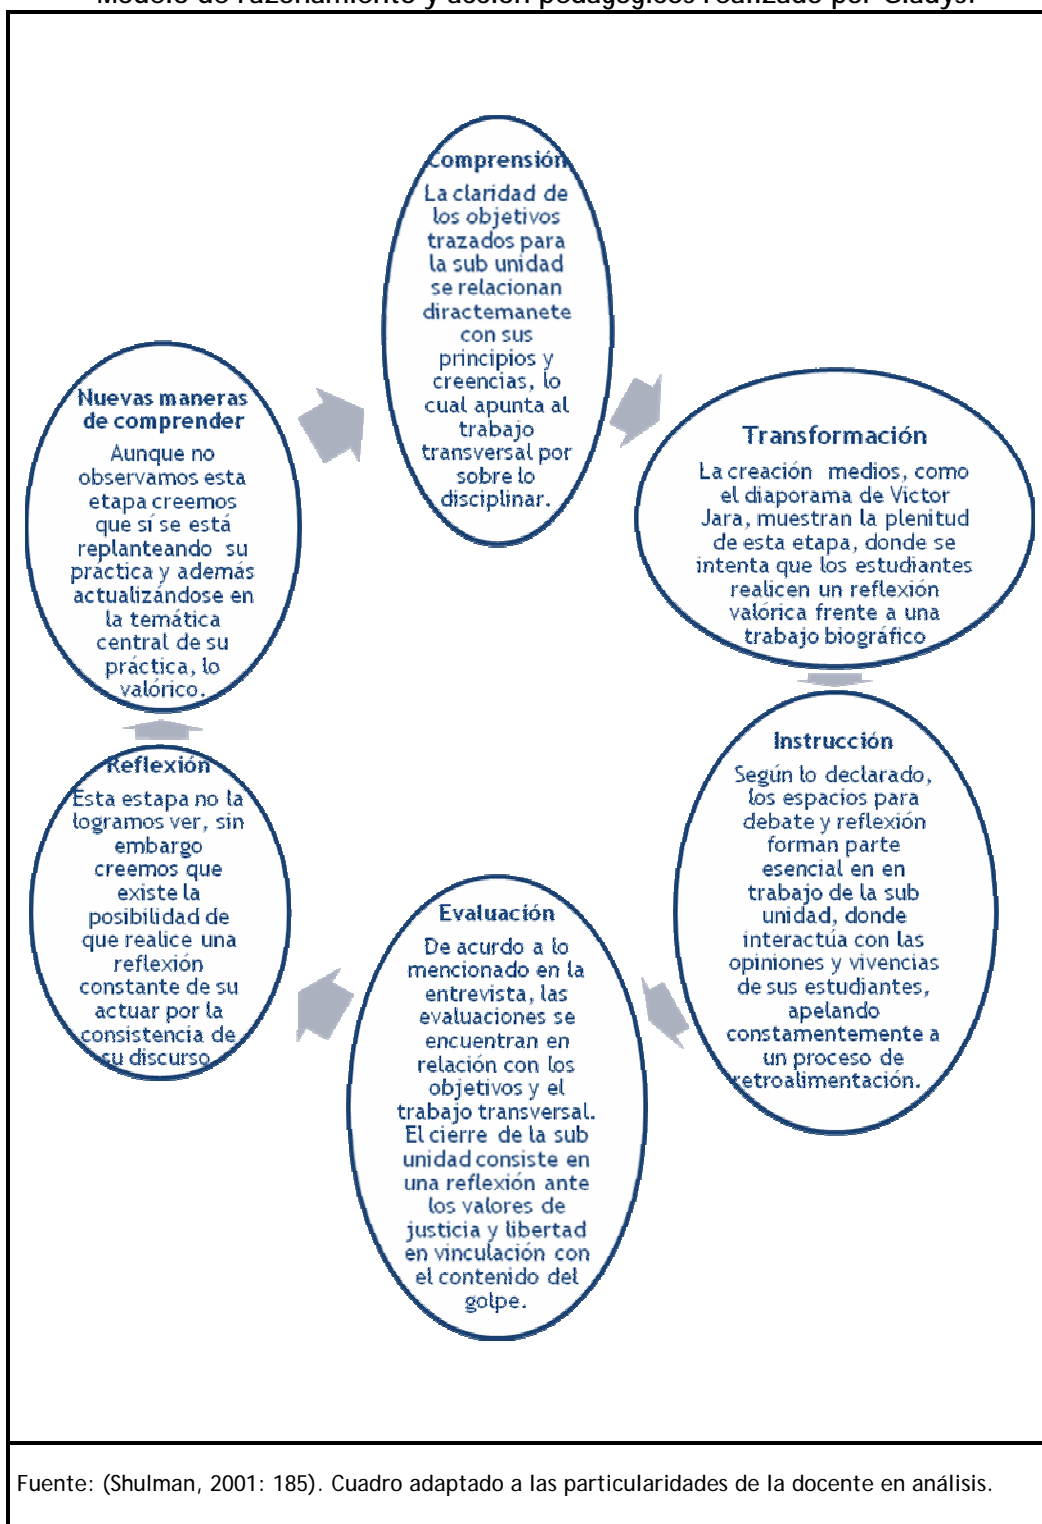 Modelo de razonamiento y acción pedagógicos realizado por Gladys.
Comprensión
La claridad de
los objetivos
trazados para
la sub unidad
se relacionan
diractemanete
con sus
principios y
creencias, lo
cual apunta al
trabajo
transversal por
sobre lo
disciplinar.
Transformación
La creación medios, como
el diaporama de Victor
Jara, muestran la plenitud
de esta etapa, donde se
intenta que los estudiantes
realicen un reflexión
valórica frente a una
trabajo biográfico
Instrucción
Según lo declarado,
los espacios para
debate y reflexión
forman parte
esencial en en
trabajo de la sub
unidad, donde
interactúa con las
opiniones y vivencias
de sus estudiantes,
apelando
constamentemente a
un proceso de
retroalimentación.
Evaluación
De acurdo a lo
mencionado en la
entrevista, las
evaluaciones se
encuentran en
relación con los
objetivos y el
trabajo transversal.
El cierre de la sub
unidad consiste en
una reflexión ante
los valores de
justicia y libertad
en vinculación con
el contenido del
golpe.
Reflexión
Esta estapa no la
logramos ver, sin
embargo
creemos que
existe la
posibilidad de
que realice una
reflexión
constante de su
actuar por la
consistencia de
su discurso
Nuevas maneras
de comprender
Aunque no
observamos esta
etapa creemos
que sí se está
replanteando su
práctica y además
actualizándose en
la temática
central de su
práctica, lo
valórico.
Fuente: (Shulman, 2001: 185). Cuadro adaptado a las particularidades de la docente en análisis.